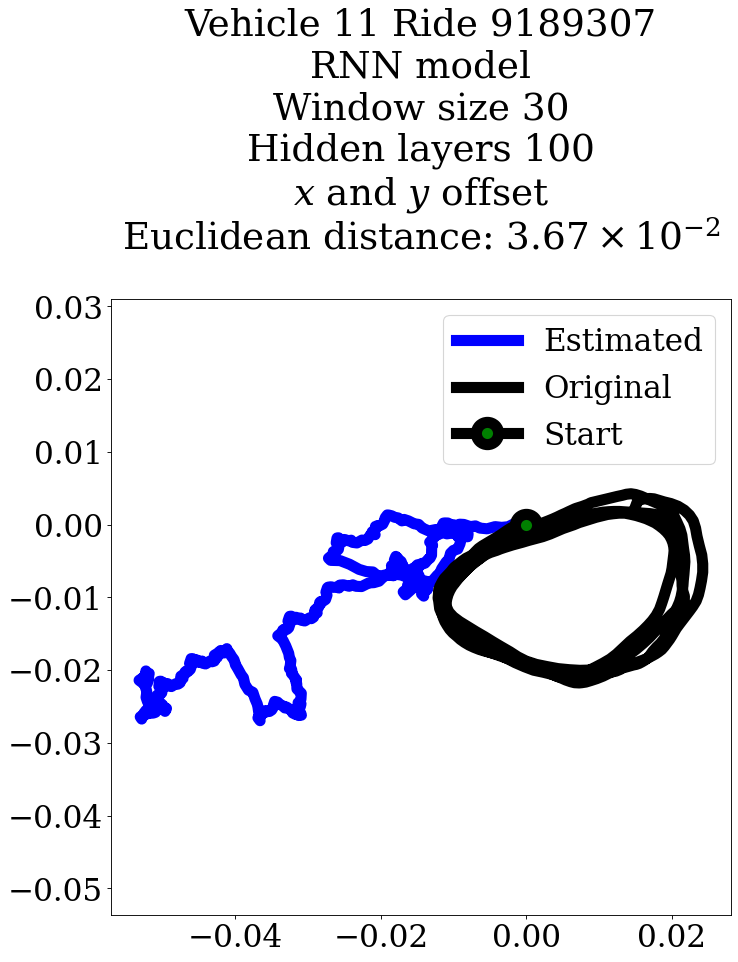 Vehicle 11 Ride 9189307
RNN model
Window size 30
Hidden layers 100
x and y offset
Euclidean distance: 3.67 × 10⁻²
Estimated
Original
Start
0.03
0.02
0.01
0.00
−0.01
−0.02
−0.03
−0.04
−0.05
−0.04
−0.02
0.00
0.02